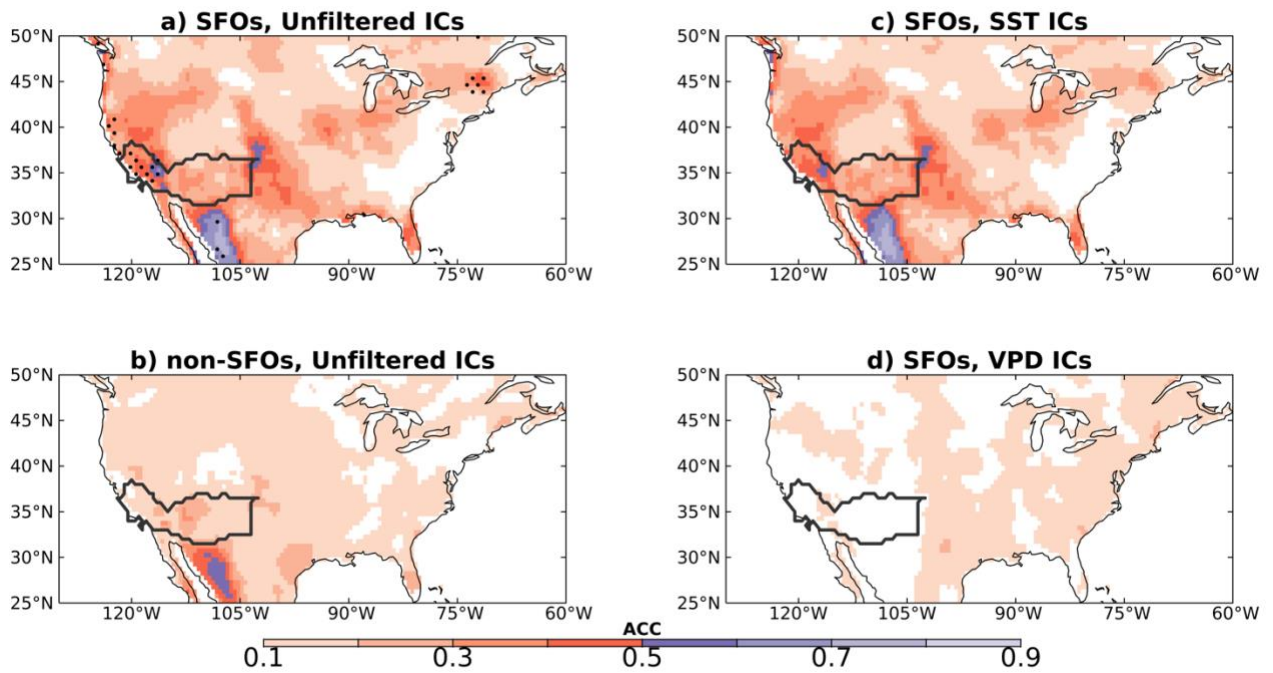 a) SFOs, Unfiltered ICs
50°N
45°N
40°N
35°N
30°N
25°N
120°W 105°W 90°W 75°W 60°W
c) SFOs, SST ICs
50°N
45°N
40°N
35°N
30°N
25°N
120°W 105°W 90°W 75°W 60°W
b) non-SFOs, Unfiltered ICs
50°N
45°N
40°N
35°N
30°N
25°N
120°W 105°W 90°W 75°W 60°W
d) SFOs, VPD ICs
50°N
45°N
40°N
35°N
30°N
25°N
120°W 105°W 90°W 75°W 60°W
ACC
0.1 0.3 0.5 0.7 0.9